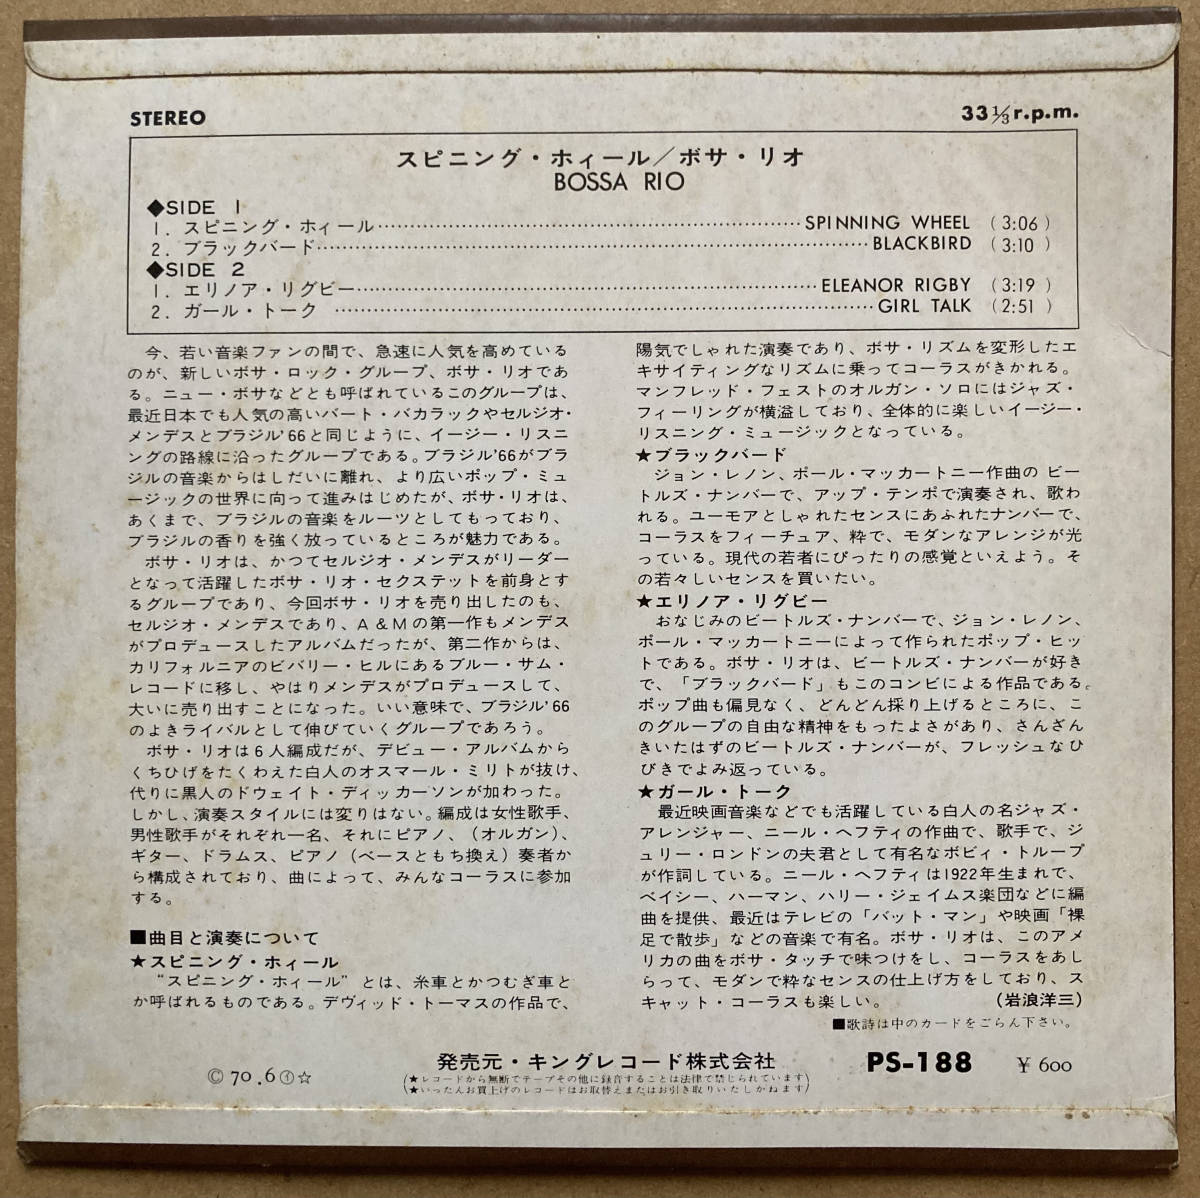 STEREO
33⅓r.p.m.
スピニング・ホィール／ボサ・リオ
BOSSA RIO
◆SIDE 1
1. スピニング・ホィール……SPINNING WHEEL (3:06)
2. ブラックバード……BLACKBIRD (3:10)
◆SIDE 2
1. エリノア・リグビー……ELEANOR RIGBY (3:19)
2. ガール・トーク……GIRL TALK (2:51)
今、若い音楽ファンの間で、急速に人気を高めている
のが、新しいボサ・ロック・グループ、ボサ・リオであ
る。ニュー・ボサなどとも呼ばれているこのグループは、
最近日本でも人気の高いバート・バカラックやセルジオ・
メンデスとブラジル'66と同じように、イージー・リスニ
ングの路線に沿ったグループである。ブラジル'66がブラ
ジルの音楽からはしだいに離れ、より広いポップ・ミュ
ージックの世界に向って進みはじめたが、ボサ・リオは、
あくまで、ブラジルの音楽をルーツとしてもっており、
ブラジルの香りを強く放っているところが魅力である。
ボサ・リオは、かつてセルジオ・メンデスがリーダー
となって活躍したボサ・リオ・セクステットを前身とす
るグループであり、今回ボサ・リオを売り出したのも、
セルジオ・メンデスであり、A&Mの第一作もメンデス
がプロデュースしたアルバムだったが、第二作からは、
カリフォルニアのビバリー・ヒルにあるブルー・サム・
レコードに移し、やはりメンデスがプロデュースして、
大いに売り出すことになった。いい意味で、ブラジル'66
のよきライバルとして伸びていくグループであろう。
ボサ・リオは6人編成だが、デビュー・アルバムから
くちひげをたくわえた白人のオスマール・ミリトが抜け、
代りに黒人のドウェイト・ディッカーソンが加わった。
しかし、演奏スタイルには変りはない。編成は女性歌手、
男性歌手がそれぞれ一名、それにピアノ、（オルガン）、
ギター、ドラムス、ピアノ（ベースともち換え）奏者か
ら構成されており、曲によって、みんなコーラスに参加
する。
■曲目と演奏について
★スピニング・ホィール
“スピニング・ホィール”とは、糸車とかつむぎ車と
か呼ばれるものである。デヴィッド・トーマスの作品で、
陽気でしゃれた演奏であり、ボサ・リズムを変形したエ
キサイティングなリズムに乗ってコーラスがきかれる。
マンフレッド・フェストのオルガン・ソロにはジャズ・
フィーリングが横溢しており、全体的に楽しいイージー・
リスニング・ミュージックとなっている。
★ブラックバード
ジョン・レノン、ポール・マッカートニー作曲の ビー
トルズ・ナンバーで、アップ・テンポで演奏され、歌わ
れる。ユーモアとしゃれたセンスにあふれたナンバーで、
コーラスをフィーチュア、粋で、モダンなアレンジが光
っている。現代の若者にぴったりの感覚といえよう。そ
の若々しいセンスを買いたい。
★エリノア・リグビー
おなじみのビートルズ・ナンバーで、ジョン・レノン、
ポール・マッカートニーによって作られたポップ・ヒッ
トである。ボサ・リオは、ビートルズ・ナンバーが好き
で、「ブラックバード」もこのコンビによる作品である。
ポップ曲も偏見なく、どんどん採り上げるところに、こ
のグループの自由な精神をもったよさがあり、さんざん
きいたはずのビートルズ・ナンバーが、フレッシュなひ
びきでよみ返っている。
★ガール・トーク
最近映画音楽などでも活躍している白人の名ジャズ・
アレンジャー、ニール・ヘフティの作曲で、歌手で、ジ
ュリー・ロンドンの夫君として有名なボビィ・トループ
が作詞している。ニール・ヘフティは1922年生まれで、
ベイシー、ハーマン、ハリー・ジェイムス楽団などに編
曲を提供、最近はテレビの「バット・マン」や映画「裸
足で散歩」などの音楽で有名。ボサ・リオは、このアメ
リカの曲をボサ・タッチで味つけをし、コーラスをあし
らって、モダンで粋なセンスの仕上げ方をしており、ス
キャット・コーラスも楽しい。 （岩浪洋三）
■歌詩は中のカードをごらん下さい。
© 70.6 ㋑☆
発売元・キングレコード株式会社
（★レコードから無断でテープその他に録音することは法律で禁じられています）
（★いったんお買上げのレコードはお取替えまたはお引き取りいたしかねます）
PS-188
￥600